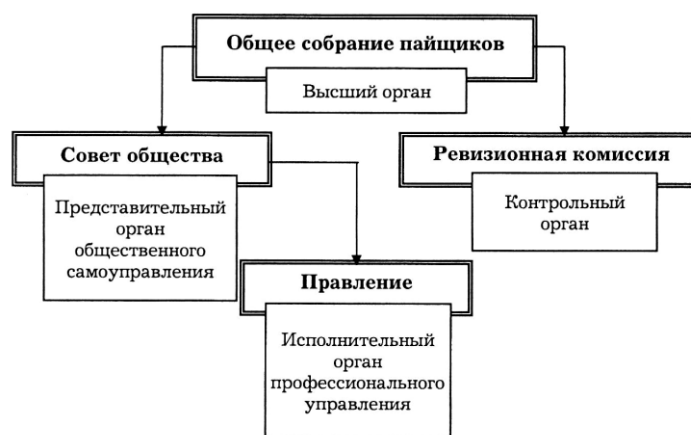 Общее собрание пайщиков
Высший орган
Совет общества
Представительный
орган
общественного
самоуправления
Ревизионная комиссия
Контрольный
орган
Правление
Исполнительный
орган
профессионального
управления